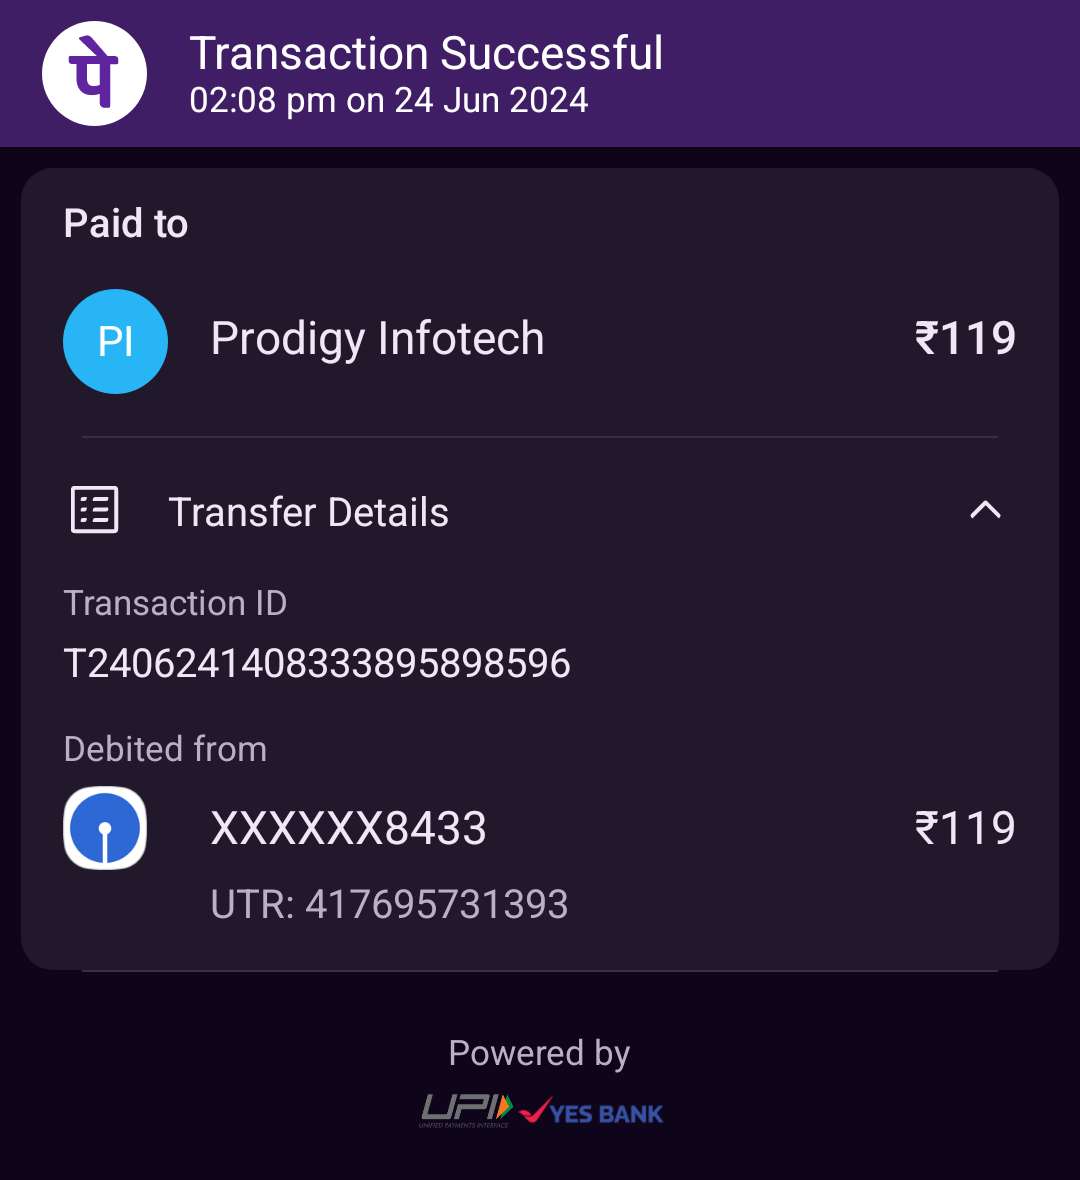 पे
Transaction Successful
02:08 pm on 24 Jun 2024
Paid to
PI
Prodigy Infotech
₹119
Transfer Details
Transaction ID
T2406241408333895898596
Debited from
XXXXXX8433
₹119
UTR: 417695731393
Powered by
UPI
UNIFIED PAYMENTS INTERFACE
YES BANK